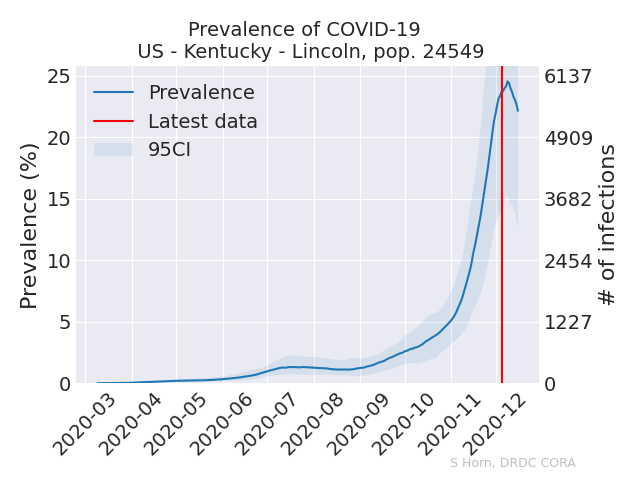 Prevalence of COVID-19
US - Kentucky - Lincoln, pop. 24549
Prevalence (%)
25
20
15
10
5
0
6137
4909
3682
2454
1227
0
# of infections
Prevalence
Latest data
95CI
2020-03
2020-04
2020-05
2020-06
2020-07
2020-08
2020-09
2020-10
2020-11
2020-12
S Horn, DRDC CORA